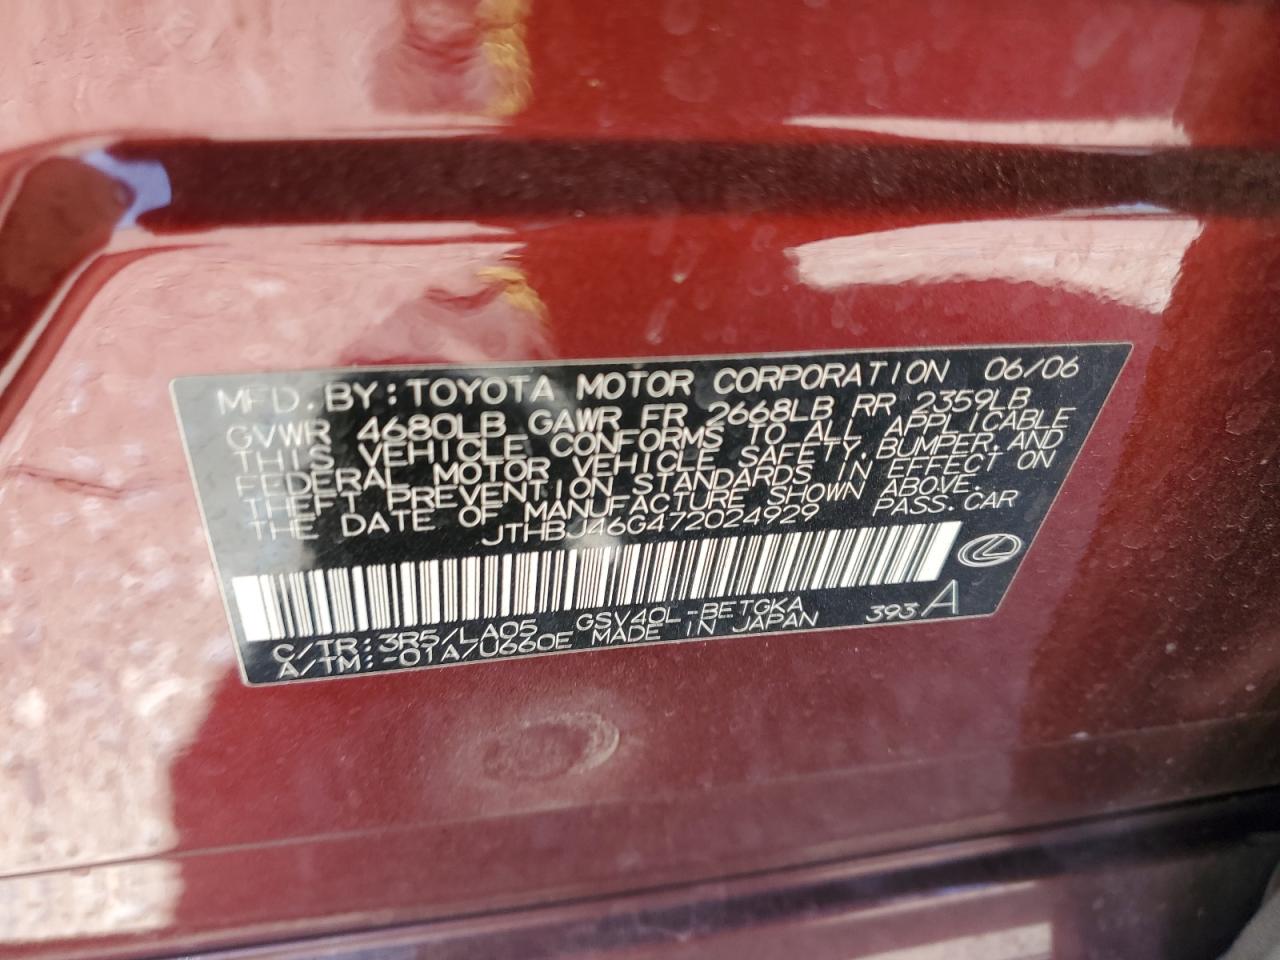 MFD. BY: TOYOTA MOTOR CORPORATION 06/06
GVWR 4680LB GAWR FR 2668LB RR 2359LB
THIS VEHICLE CONFORMS TO ALL APPLICABLE
FEDERAL MOTOR VEHICLE SAFETY, BUMPER, AND
THEFT PREVENTION STANDARDS IN EFFECT ON
THE DATE OF MANUFACTURE SHOWN ABOVE.
JTHBJ46G472024929 PASS. CAR
C/TR: 3R5/LA05 GSV40L-BETGKA 393 A
A/TM: -01A/U660E MADE IN JAPAN